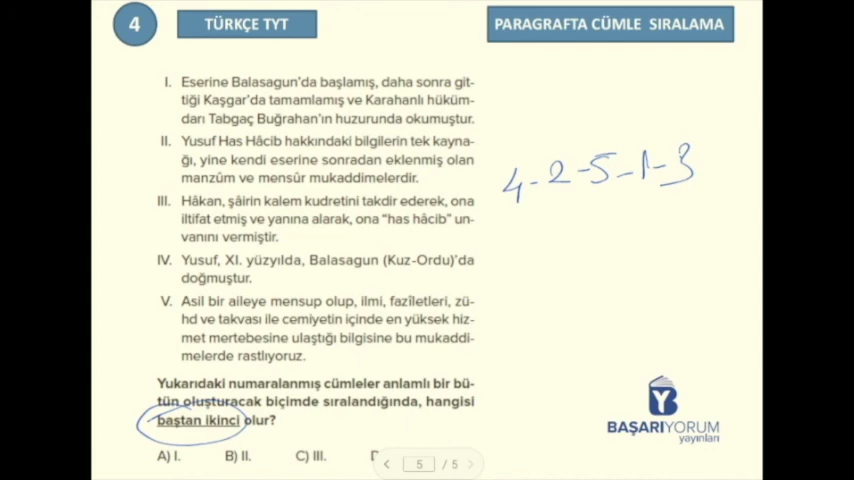 4
TÜRKÇE TYT
PARAGRAFTA CÜMLE SIRALAMA
I. Eserine Balasagun'da başlamış, daha sonra git-
tiği Kaşgar'da tamamlamış ve Karahanlı hüküm-
darı Tabgaç Buğrahan'ın huzurunda okumuştur.
II. Yusuf Has Hâcib hakkındaki bilgilerin tek kayna-
ğı, yine kendi eserine sonradan eklenmiş olan
manzûm ve mensûr mukaddimelerdir.
III. Hâkan, şâirin kalem kudretini takdir ederek, ona
iltifat etmiş ve yanına alarak, ona "has hâcib" un-
vanını vermiştir.
IV. Yusuf, XI. yüzyılda, Balasagun (Kuz-Ordu)'da
doğmuştur.
V. Asil bir aileye mensup olup, ilmi, fazîletleri, zü-
hd ve takvası ile cemiyetin içinde en yüksek hiz-
met mertebesine ulaştığı bilgisine bu mukaddi-
melerde rastlıyoruz.
Yukarıdaki numaralanmış cümleler anlamlı bir bü-
tün oluşturacak biçimde sıralandığında, hangisi
baştan ikinci olur?
A) I. B) II. C) III.
4-2-5-1-3
BAŞARIYORUM
yayınları
5 / 5